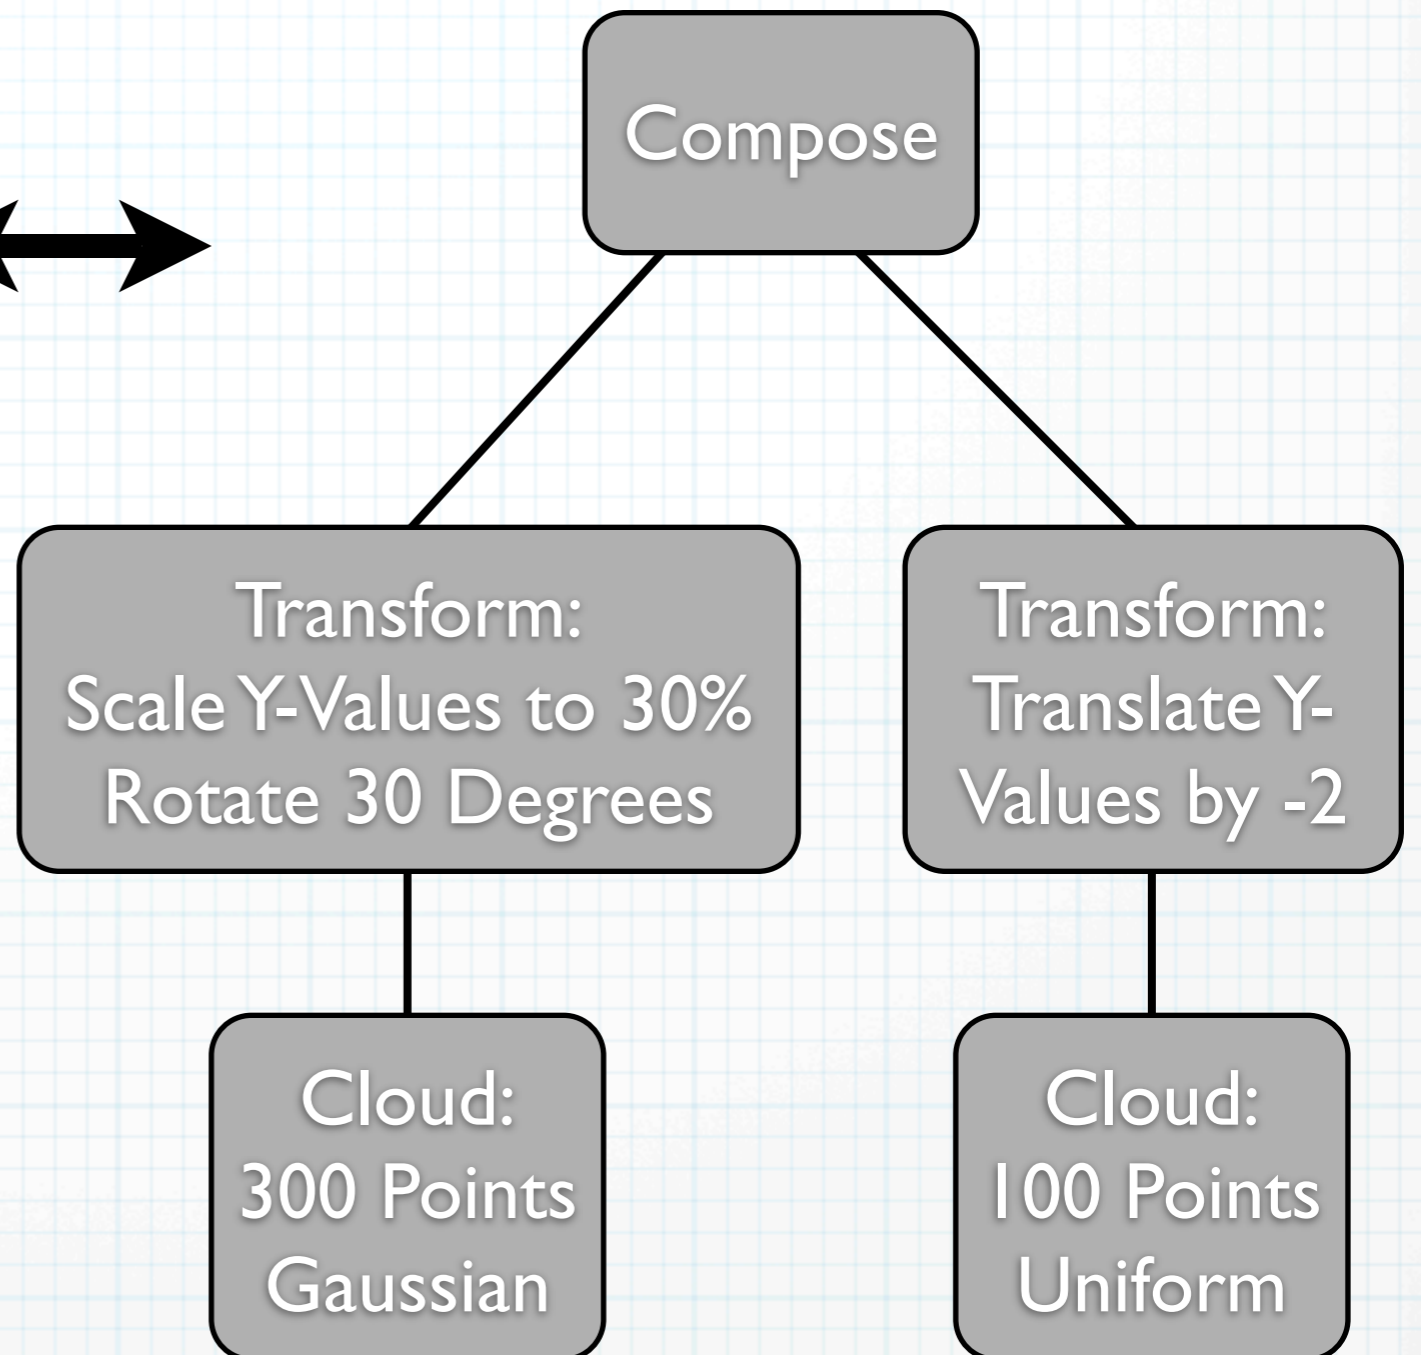 Compose
Transform:
Scale Y-Values to 30%
Rotate 30 Degrees
Transform:
Translate Y-
Values by -2
Cloud:
300 Points
Gaussian
Cloud:
100 Points
Uniform